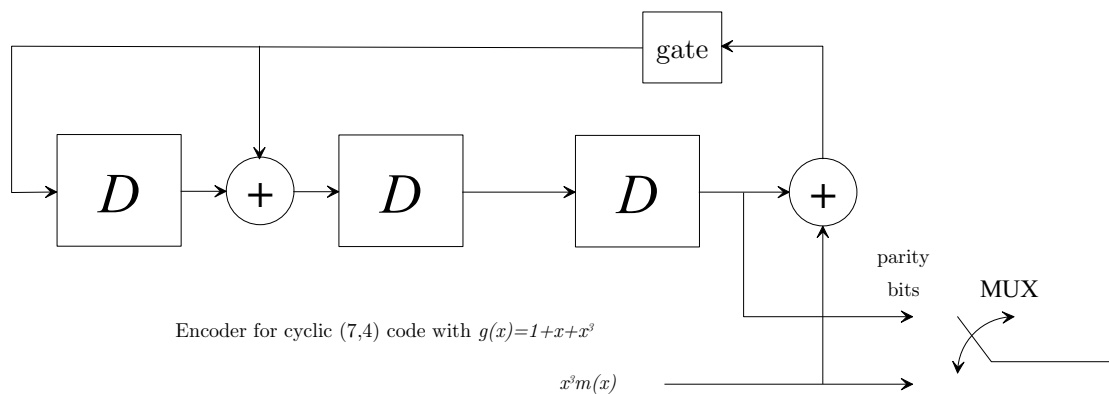 gate
D
+
D
D
+
parity
bits
MUX
Encoder for cyclic (7,4) code with g(x)=1+x+x³
x³m(x)